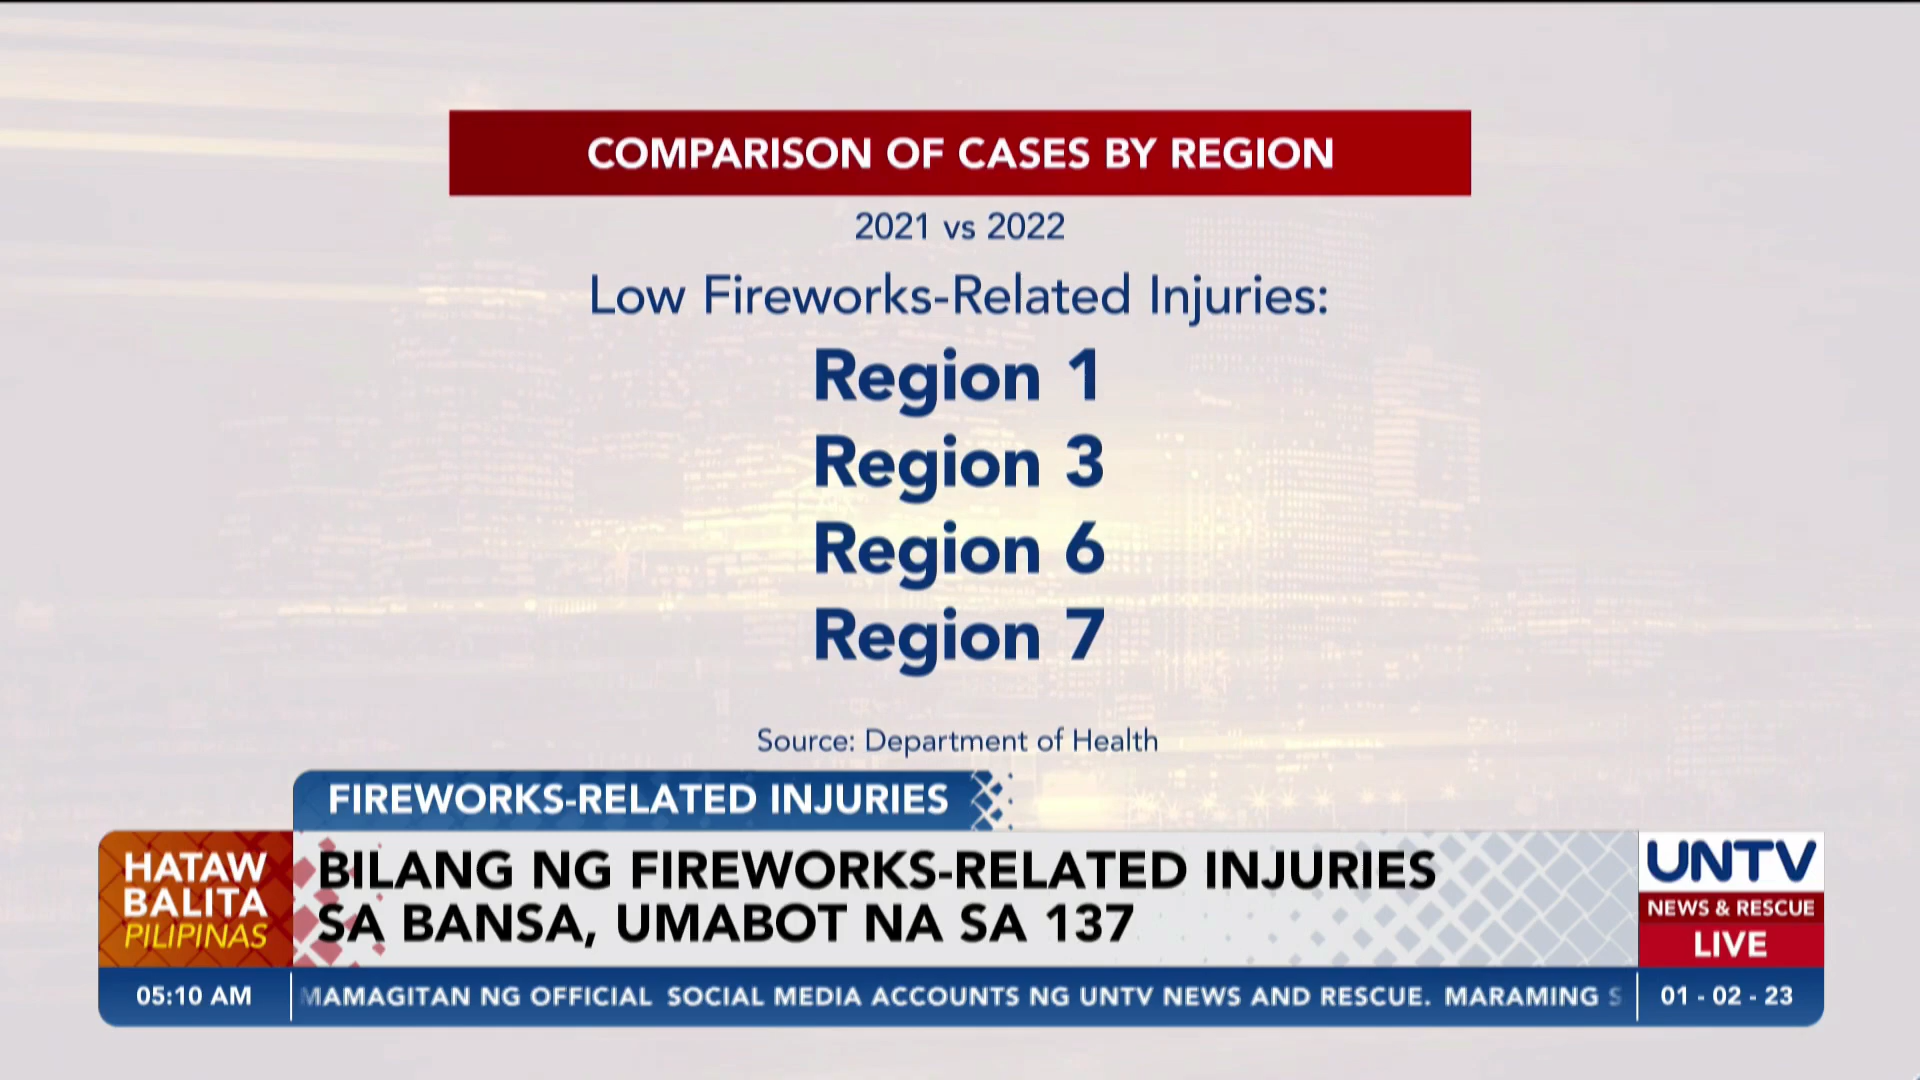 COMPARISON OF CASES BY REGION
2021 vs 2022
Low Fireworks-Related Injuries:
Region 1
Region 3
Region 6
Region 7
Source: Department of Health
FIREWORKS-RELATED INJURIES
HATAW
BALITA
PILIPINAS
BILANG NG FIREWORKS-RELATED INJURIES
SA BANSA, UMABOT NA SA 137
UNTV
NEWS & RESCUE
LIVE
05:10 AM
MAMAGITAN NG OFFICIAL SOCIAL MEDIA ACCOUNTS NG UNTV NEWS AND RESCUE. MARAMING S
01 - 02 - 23